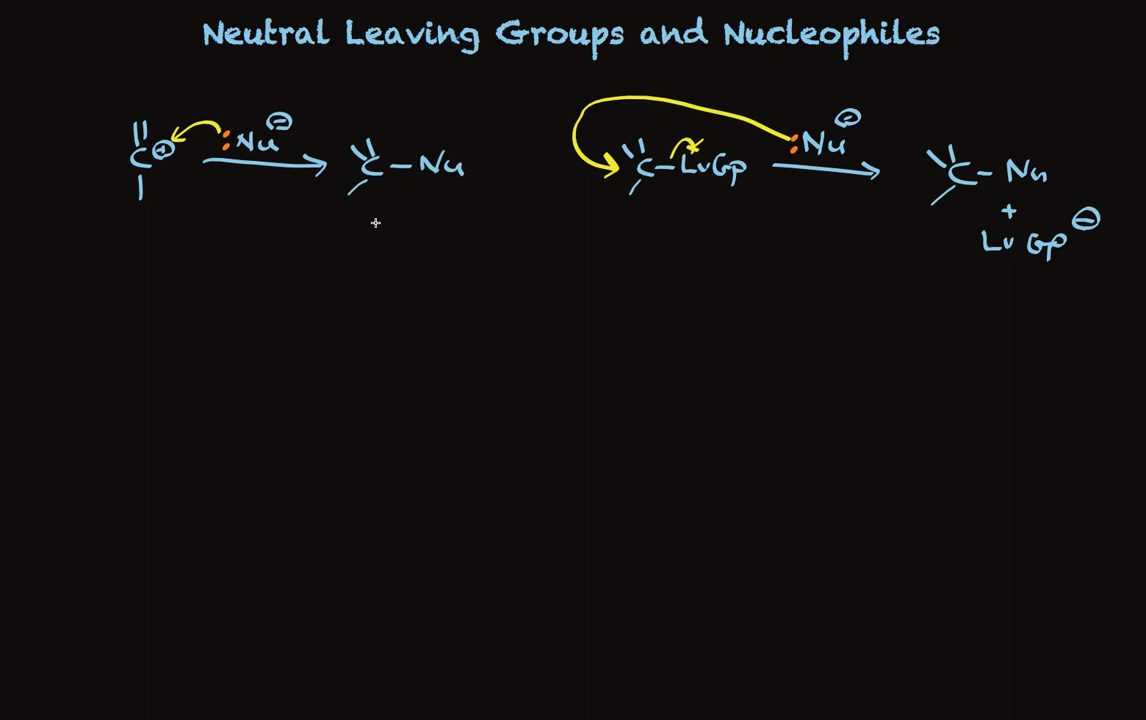 Neutral Leaving Groups and Nucleophiles
C⊕ :Nu⊖ → C–Nu
C–LvGp :Nu⊖ → C–Nu
+
LvGp⊖